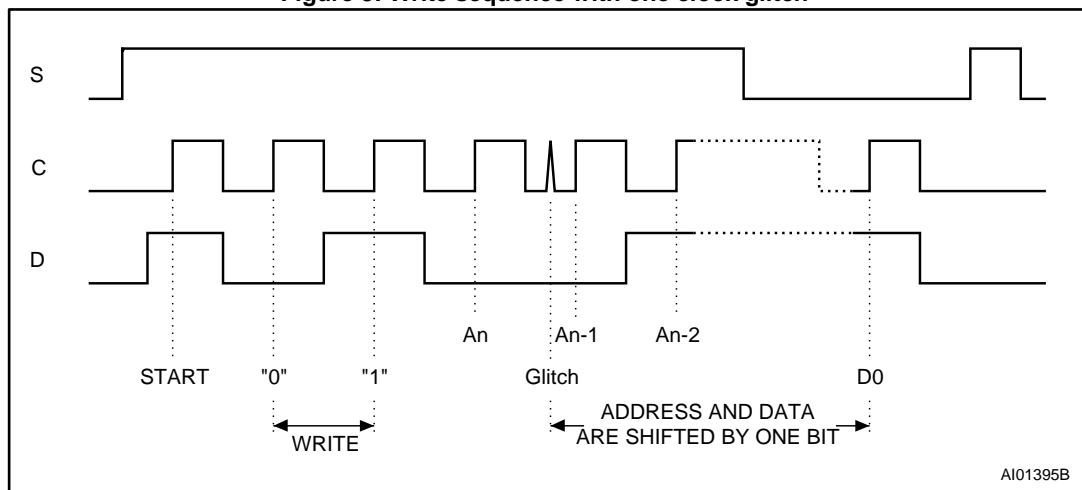 Figure Write sequence with one clock glitch
S
C
D
An An-1 An-2
START "0" "1" Glitch D0
WRITE
ADDRESS AND DATA
ARE SHIFTED BY ONE BIT
AI01395B